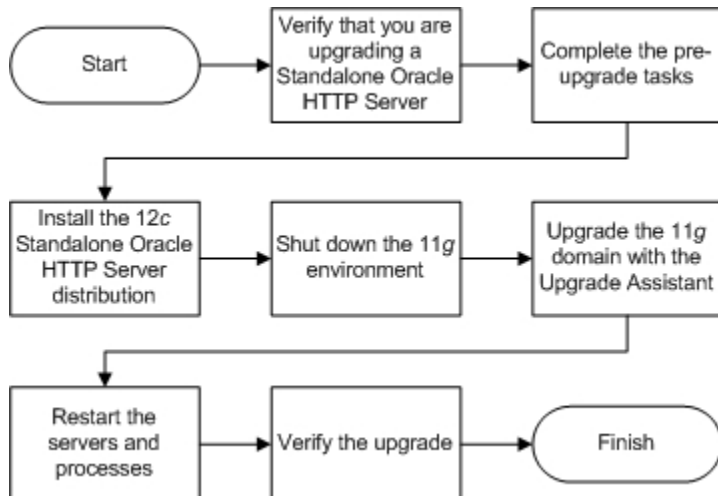 Start
Verify that you are
upgrading a
Standalone Oracle
HTTP Server
Complete the pre-
upgrade tasks
Install the 12c
Standalone Oracle
HTTP Server
distribution
Shut down the 11g
environment
Upgrade the 11g
domain with the
Upgrade Assistant
Restart the
servers and
processes
Verify the upgrade
Finish